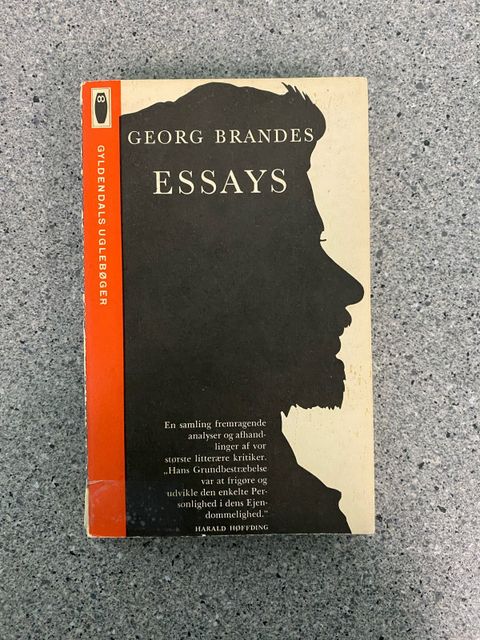 GYLDENDALS UGLEBØGER
GEORG BRANDES
ESSAYS
En samling fremragende
analyser og afhand-
linger af vor
største litterære kritiker.
„Hans Grundbestræbelse
var at frigøre og
udvikle den enkelte Per-
sonlighed i dens Ejen-
dommelighed.”
HARALD HØFFDING